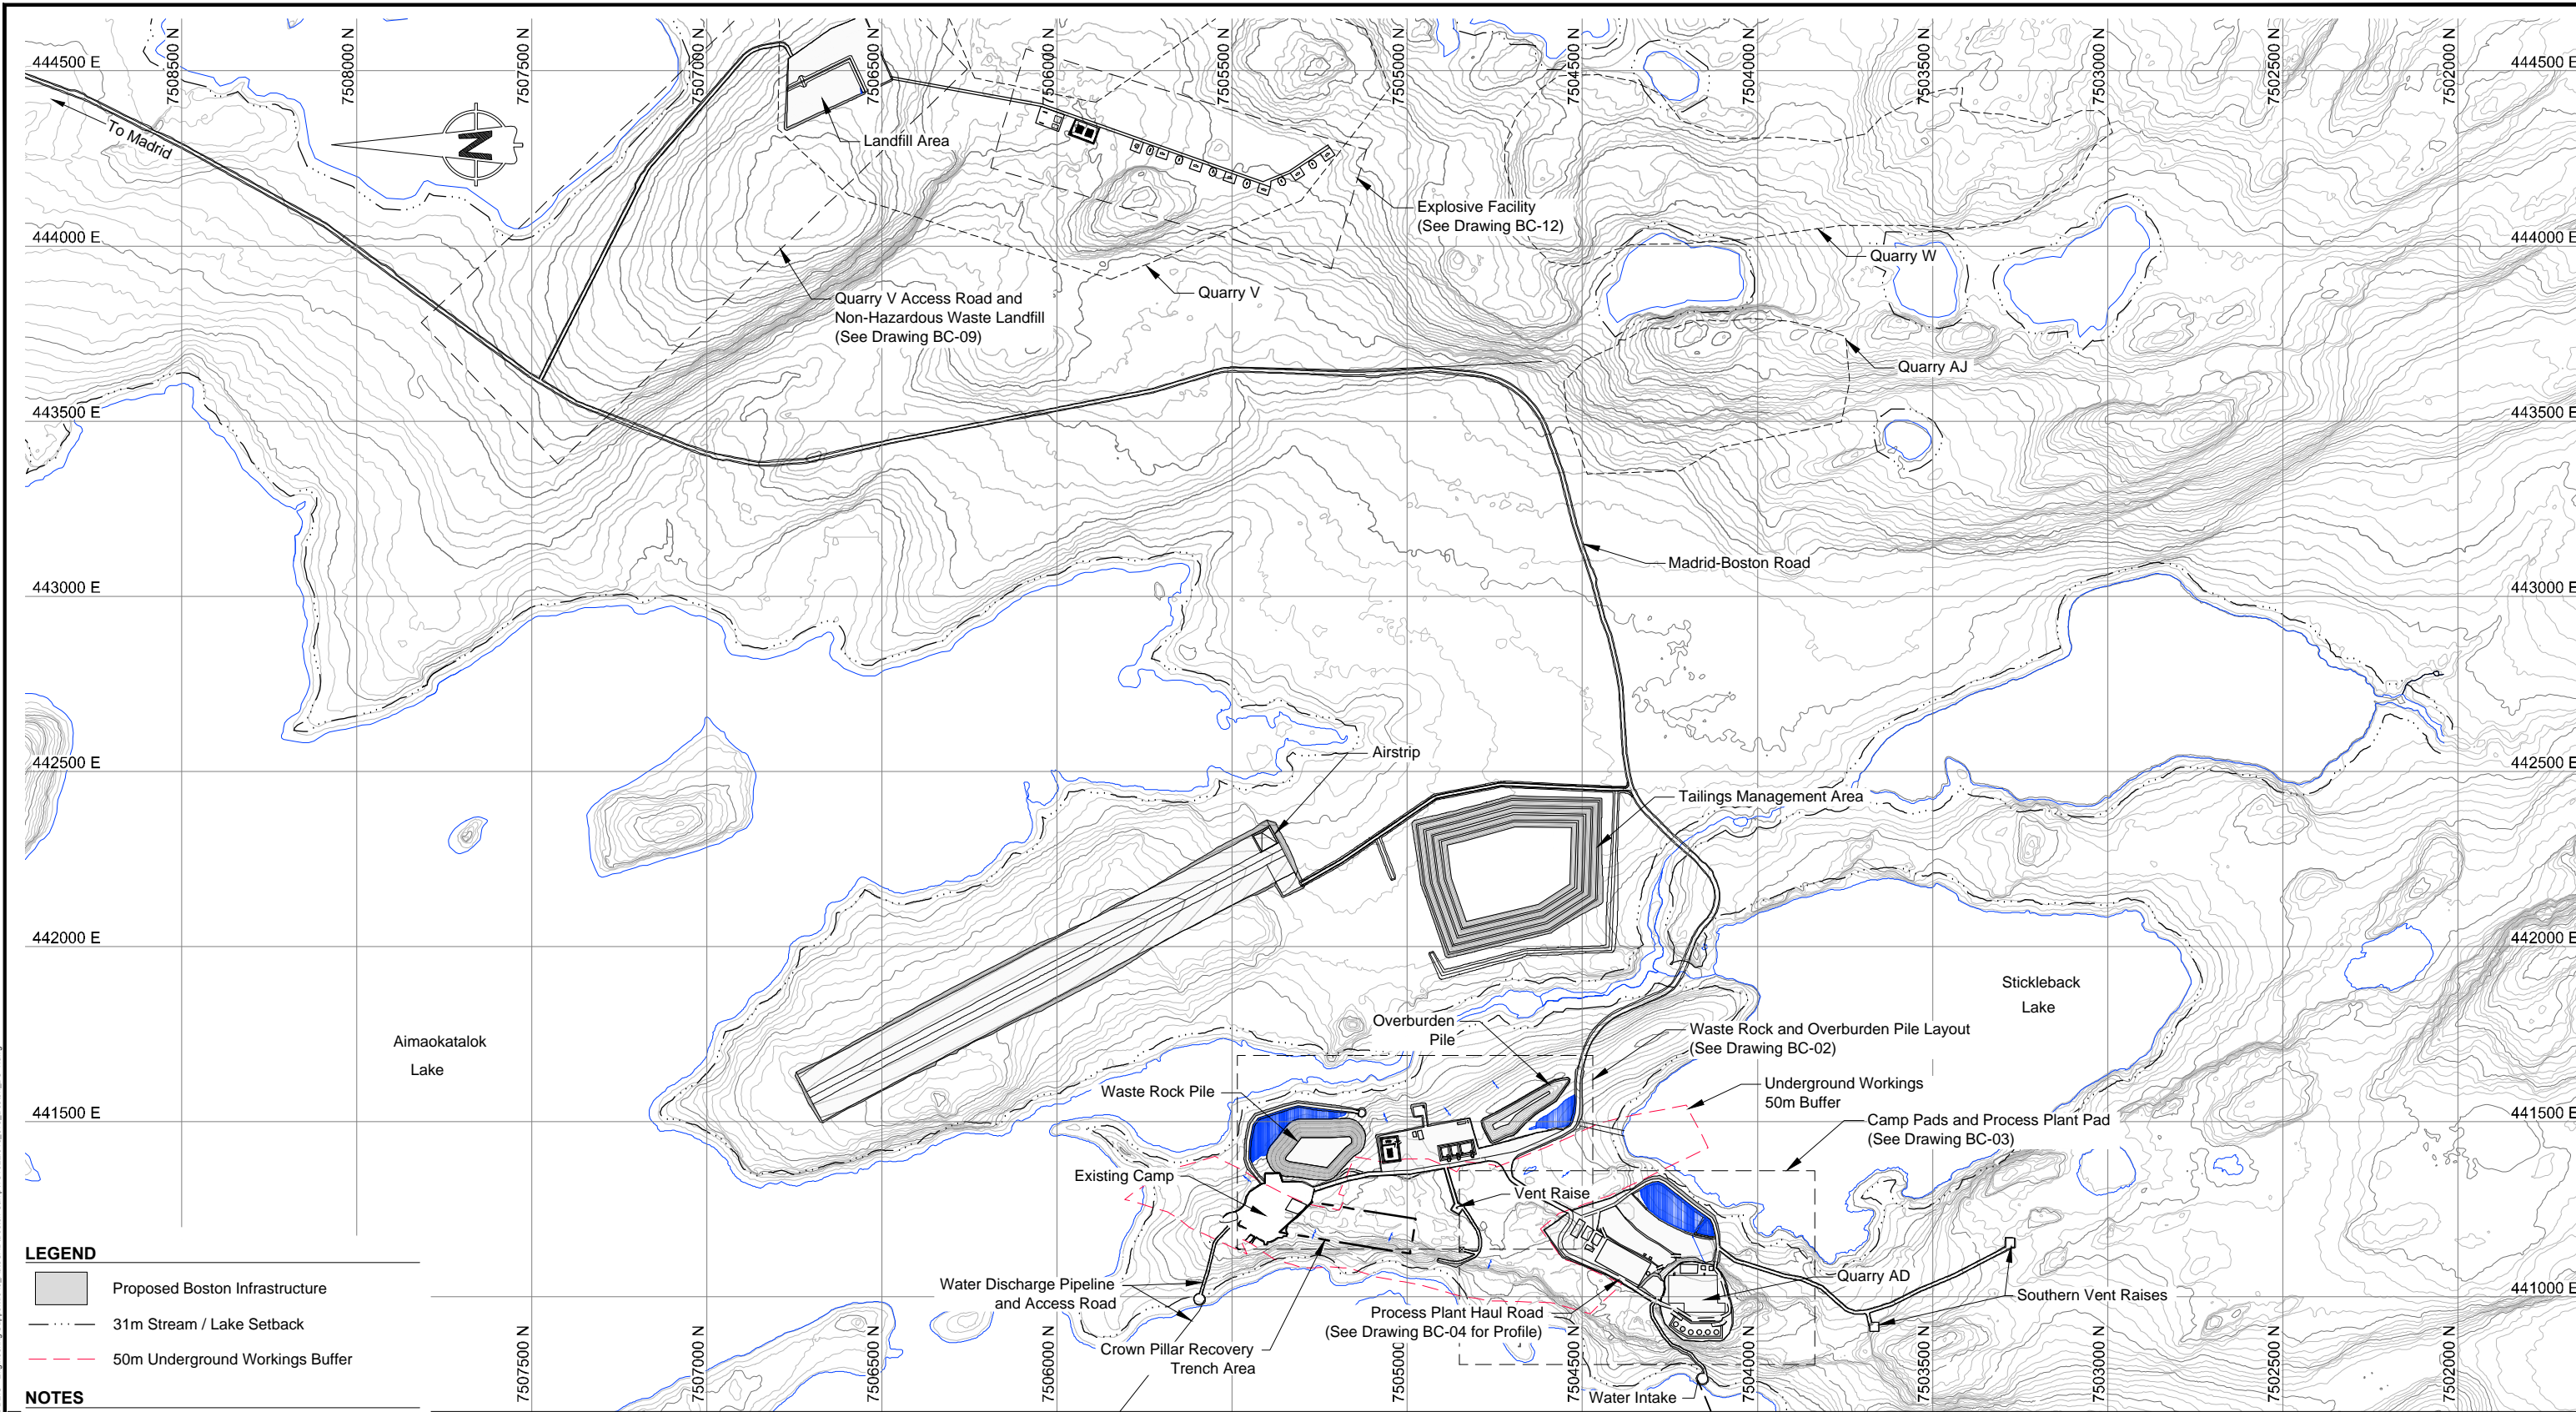 7508500 N
7508000 N
7507500 N
7507000 N
7506500 N
7506000 N
7505500 N
7505000 N
7504500 N
7504000 N
7503500 N
7503000 N
7502500 N
7502000 N
444500 E
444500 E
To Madrid
N
Landfill Area
Explosive Facility
(See Drawing BC-12)
444000 E
444000 E
Quarry W
Quarry V
Quarry V Access Road and
Non-Hazardous Waste Landfill
(See Drawing BC-09)
Quarry AJ
443500 E
443500 E
Madrid-Boston Road
443000 E
443000 E
Airstrip
442500 E
442500 E
Tailings Management Area
442000 E
442000 E
Stickleback
Lake
Aimaokatalok
Lake
Overburden
Pile
Waste Rock and Overburden Pile Layout
(See Drawing BC-02)
Waste Rock Pile
Underground Workings
50m Buffer
441500 E
441500 E
Camp Pads and Process Plant Pad
(See Drawing BC-03)
Existing Camp
Vent Raise
Water Discharge Pipeline
and Access Road
Quarry AD
Southern Vent Raises
441000 E
Process Plant Haul Road
(See Drawing BC-04 for Profile)
Crown Pillar Recovery
Trench Area
Water Intake
LEGEND
Proposed Boston Infrastructure
31m Stream / Lake Setback
50m Underground Workings Buffer
NOTES
7507500 N
7507000 N
7506500 N
7506000 N
7505000 N
7504500 N
7504000 N
7503500 N
7503000 N
7502500 N
7502000 N